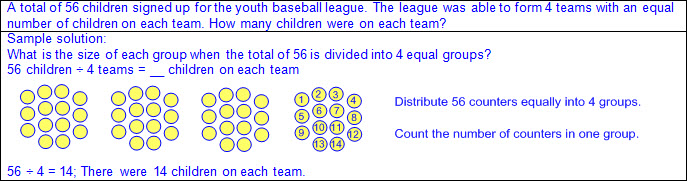 A total of 56 children signed up for the youth baseball league. The league was able to form 4 teams with an equal
number of children on each team. How many children were on each team?
Sample solution:
What is the size of each group when the total of 56 is divided into 4 equal groups?
56 children ÷ 4 teams = __ children on each team
1 2 3 4
5 6 7 8
9 10 11 12
13 14
Distribute 56 counters equally into 4 groups.
Count the number of counters in one group.
56 ÷ 4 = 14; There were 14 children on each team.